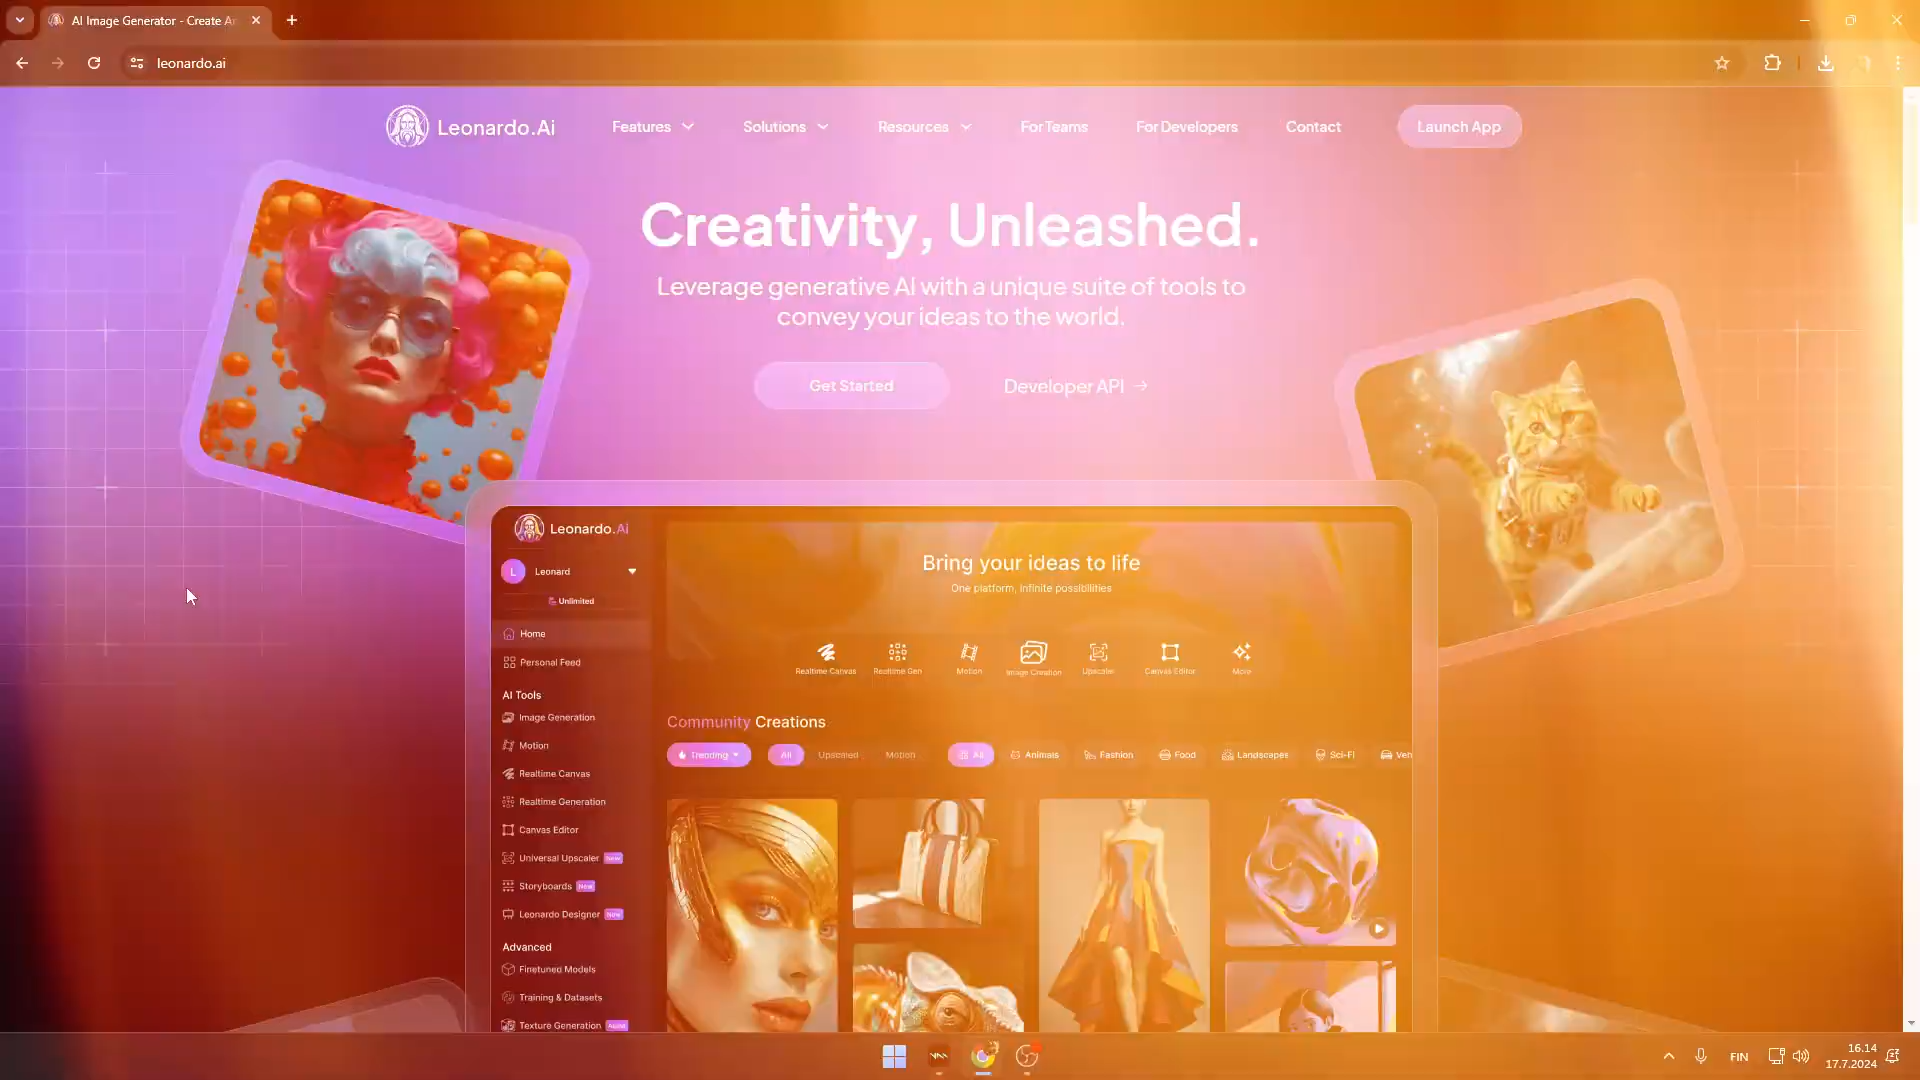 AI Image Generator - Create Ar
leonardo.ai
Leonardo.Ai
Features
Solutions
Resources
For Teams
For Developers
Contact
Launch App
Creativity, Unleashed.
Leverage generative AI with a unique suite of tools to
convey your ideas to the world.
Get Started
Developer API →
Leonardo.Ai
L
Leonard
Unlimited
Home
Personal Feed
AI Tools
Image Generation
Motion
Realtime Canvas
Realtime Generation
Canvas Editor
Universal Upscaler New
Storyboards New
Leonardo Designer New
Advanced
Finetuned Models
Training & Datasets
Texture Generation
Bring your ideas to life
One platform, infinite possibilities
Realtime Canvas
Realtime Gen
Motion
Image Creation
Upscaler
Canvas Editor
More
Community Creations
Trending
All
Upscaled
Motion
All
Animals
Fashion
Food
Landscapes
Sci-Fi
Veh
FIN
16.14
17.7.2024